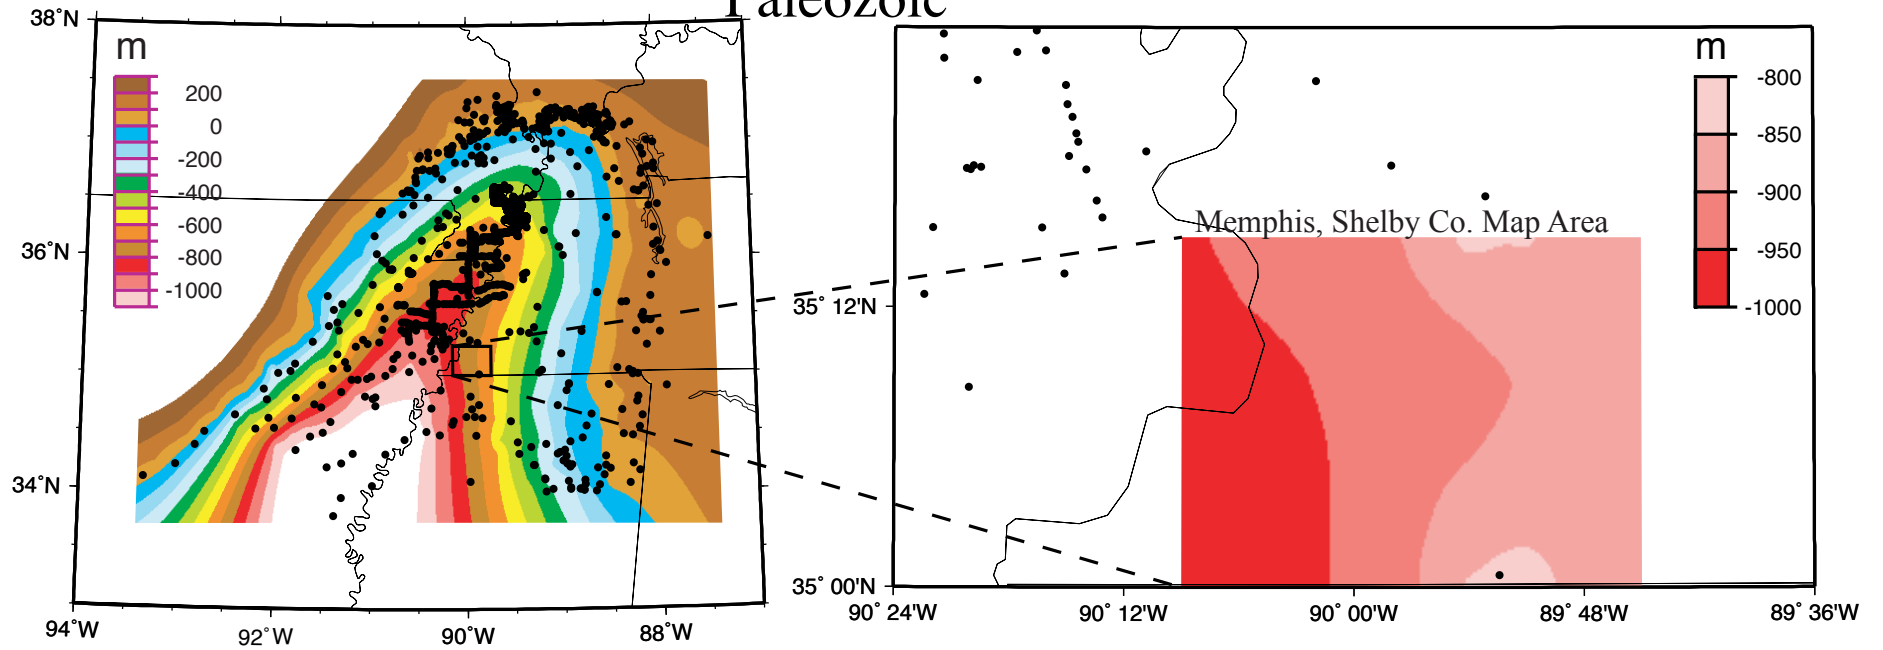 Paleozoic
38°N
36°N
34°N
94°W
92°W
90°W
88°W
m
200
0
-200
-400
-600
-800
-1000
Memphis, Shelby Co. Map Area
m
-800
-850
-900
-950
-1000
35° 12'N
35° 00'N
90° 24'W
90° 12'W
90° 00'W
89° 48'W
89° 36'W